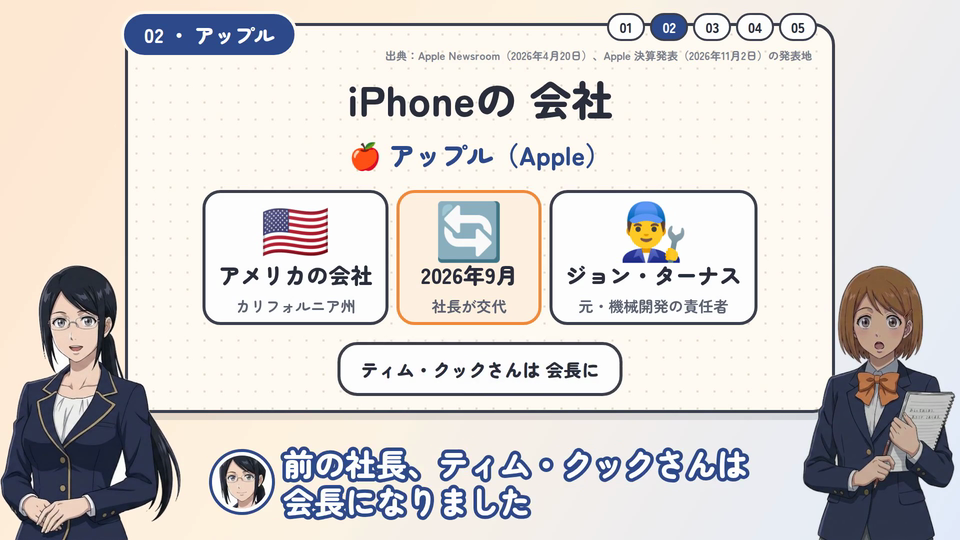 02 ・ アップル
01 02 03 04 05
出典：Apple Newsroom（2026年4月20日）、Apple 決算発表（2026年11月2日）の発表地
iPhoneの 会社
アップル（Apple）
アメリカの会社
カリフォルニア州
2026年9月
社長が交代
ジョン・ターナス
元・機械開発の責任者
ティム・クックさんは 会長に
前の社長、ティム・クックさんは
会長になりました